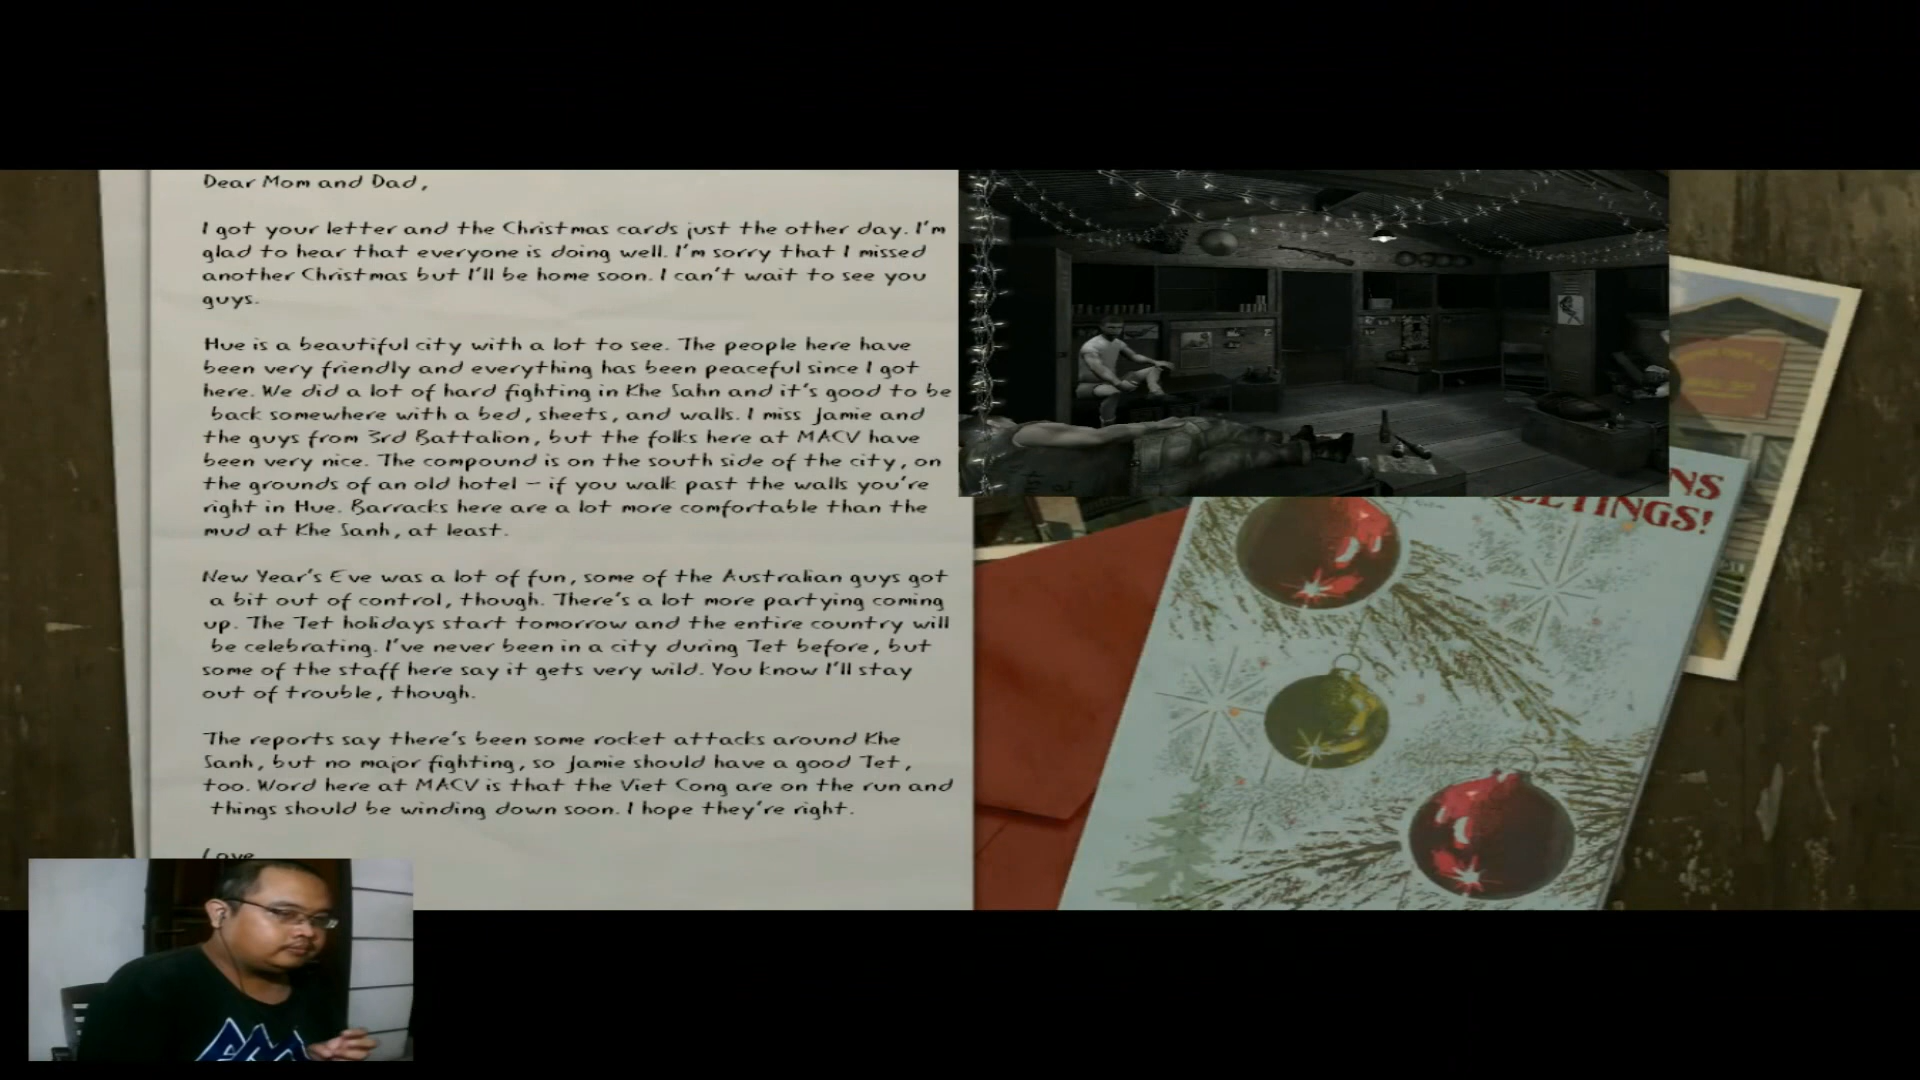 Dear Mom and Dad,
I got your letter and the Christmas cards just the other day. I'm
glad to hear that everyone is doing well. I'm sorry that I missed
another Christmas but I'll be home soon. I can't wait to see you
guys.
Hue is a beautiful city with a lot to see. The people here have
been very friendly and everything has been peaceful since I got
here. We did a lot of hard fighting in Khe Sahn and it's good to be
back somewhere with a bed, sheets, and walls. I miss Jamie and
the guys from 3rd Battalion, but the folks here at MACV have
been very nice. The compound is on the south side of the city, on
the grounds of an old hotel – if you walk past the walls you're
right in Hue. Barracks here are a lot more comfortable than the
mud at Khe Sanh, at least.
New Year's Eve was a lot of fun, some of the Australian guys got
a bit out of control, though. There's a lot more partying coming
up. The Tet holidays start tomorrow and the entire country will
be celebrating. I've never been in a city during Tet before, but
some of the staff here say it gets very wild. You know I'll stay
out of trouble, though.
The reports say there's been some rocket attacks around Khe
Sanh, but no major fighting, so Jamie should have a good Tet,
too. Word here at MACV is that the Viet Cong are on the run and
things should be winding down soon. I hope they're right.
Love
NS
ETINGS!